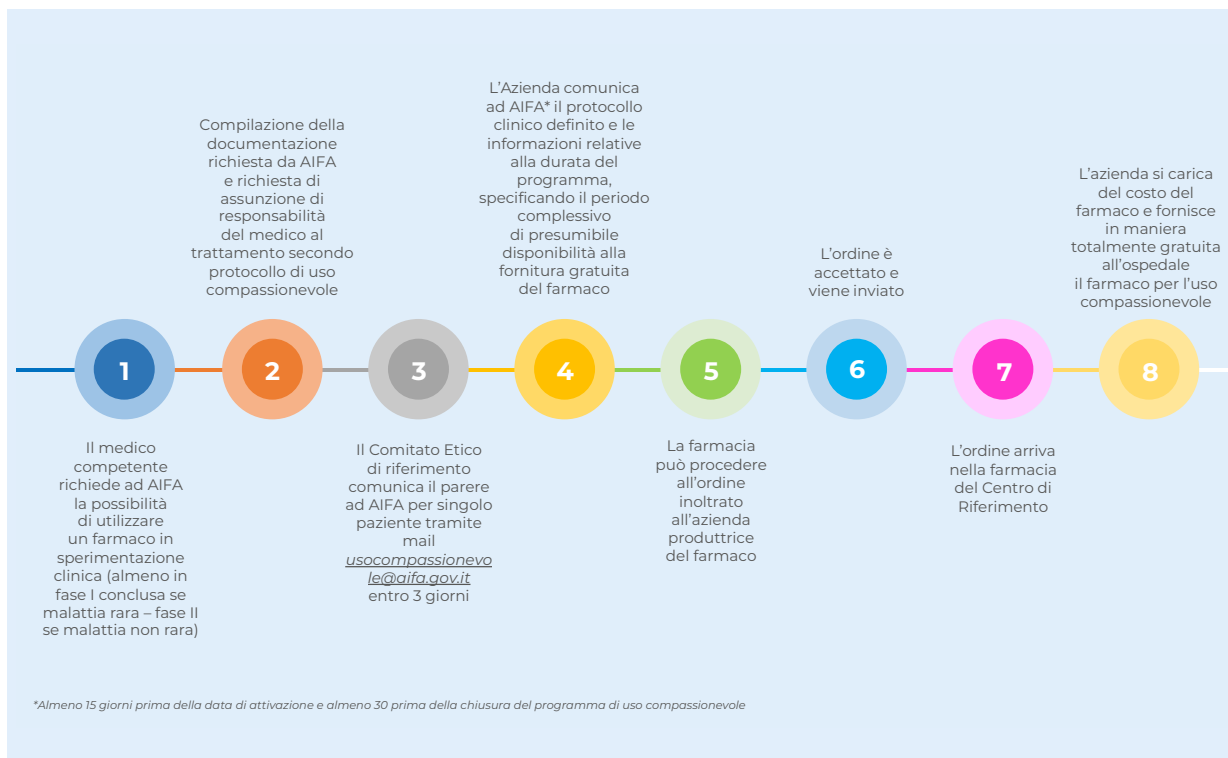 1
Il medico
competente
richiede ad AIFA
la possibilità
di utilizzare
un farmaco in
sperimentazione
clinica (almeno in
fase I conclusa se
malattia rara – fase II
se malattia non rara)
2
Compilazione della
documentazione
richiesta da AIFA
e richiesta di
assunzione di
responsabilità
del medico al
trattamento secondo
protocollo di uso
compassionevole
3
Il Comitato Etico
di riferimento
comunica il parere
ad AIFA per singolo
paziente tramite
mail
usocompassionevo
le@aifa.gov.it
entro 3 giorni
4
L'Azienda comunica
ad AIFA* il protocollo
clinico definito e le
informazioni relative
alla durata del
programma,
specificando il periodo
complessivo
di presumibile
disponibilità alla
fornitura gratuita
del farmaco
5
La farmacia
può procedere
all'ordine
inoltrato
all'azienda
produttrice
del farmaco
6
L'ordine è
accettato e
viene inviato
7
L'ordine arriva
nella farmacia
del Centro di
Riferimento
8
L'azienda si carica
del costo del
farmaco e fornisce
in maniera
totalmente gratuita
all'ospedale
il farmaco per l'uso
compassionevole
*Almeno 15 giorni prima della data di attivazione e almeno 30 prima della chiusura del programma di uso compassionevole